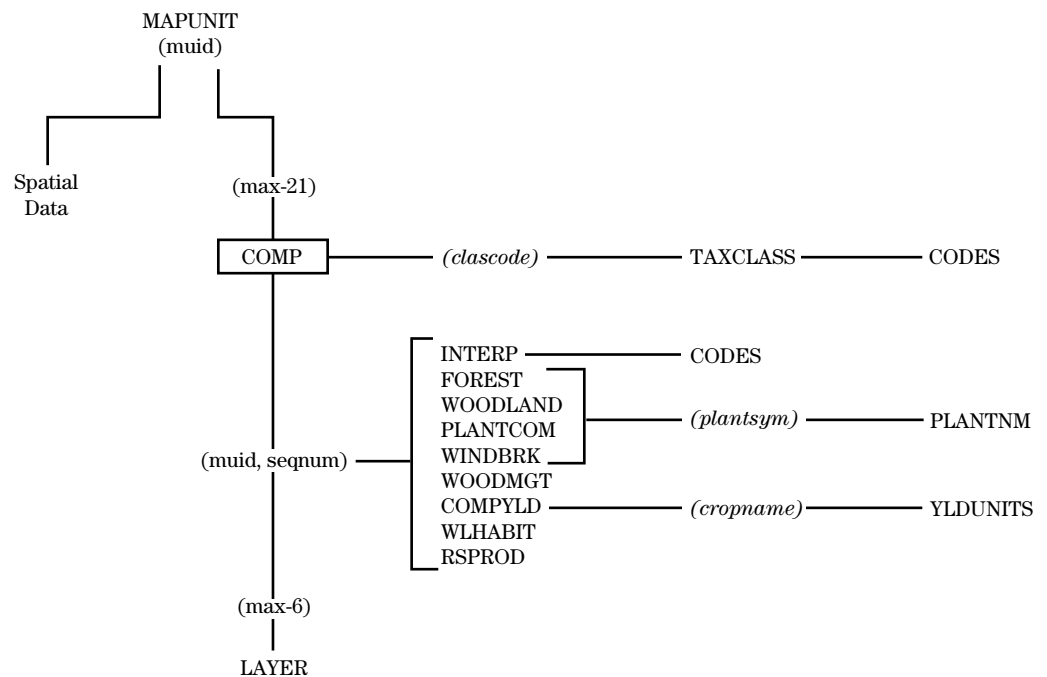 MAPUNIT
(muid)
Spatial
Data
(max-21)
COMP
(clascode)
TAXCLASS
CODES
INTERP
CODES
FOREST
WOODLAND
PLANTCOM
(plantsym)
PLANTNM
WINDBRK
(muid, seqnum)
WOODMGT
COMPYLD
(cropname)
YLDUNITS
WLHABIT
RSPROD
(max-6)
LAYER